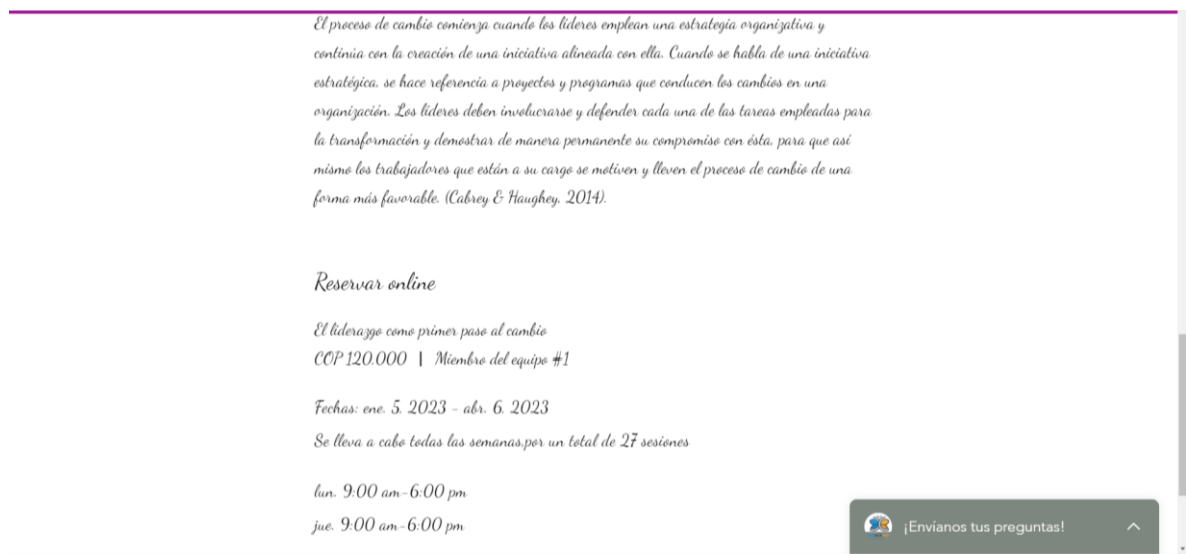 El proceso de cambio comienza cuando los líderes emplean una estrategia organizativa y
continúa con la creación de una iniciativa alineada con ella. Cuando se habla de una iniciativa
estratégica, se hace referencia a proyectos y programas que conducen los cambios en una
organización. Los líderes deben involucrarse y defender cada una de las tareas empleadas para
la transformación y demostrar de manera permanente su compromiso con ésta, para que así
mismo los trabajadores que están a su cargo se motiven y lleven el proceso de cambio de una
forma más favorable. (Cabrey & Haughey, 2014).
Reservar online
El liderazgo como primer paso al cambio
COP 120.000 | Miembro del equipo #1
Fechas: ene. 5, 2023 - abr. 6, 2023
Se lleva a cabo todas las semanas,por un total de 27 sesiones
lun. 9:00 am-6:00 pm
jue. 9:00 am-6:00 pm
¡Envíanos tus preguntas!